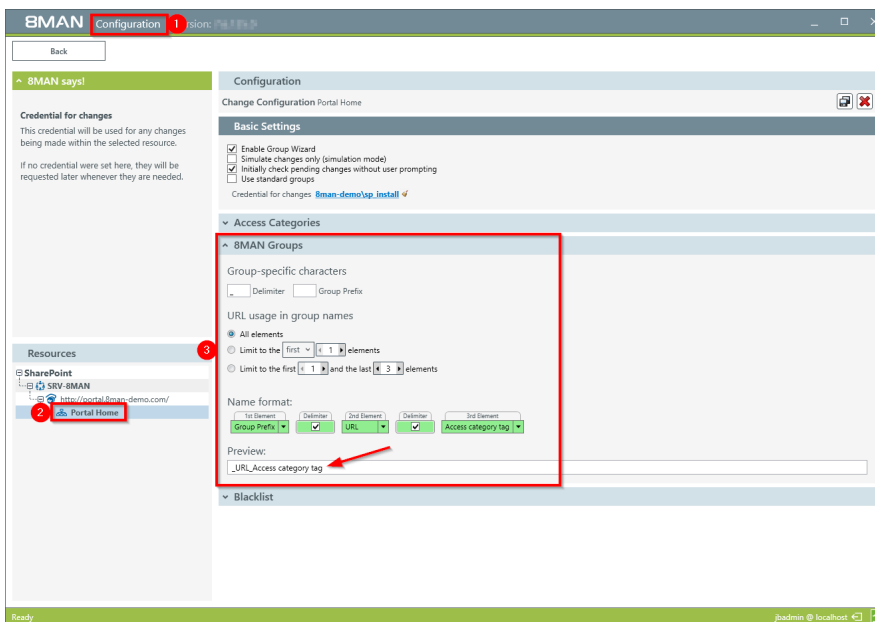 8MAN Configuration 1 rsion:
Back
8MAN says!
Credential for changes
This credential will be used for any changes
being made within the selected resource.
If no credential were set here, they will be
requested later whenever they are needed.
Resources
SharePoint
SRV-8MAN
http://portal.8man-demo.com/
2 Portal Home
Configuration
Change Configuration Portal Home
Basic Settings
Enable Group Wizard
Simulate changes only (simulation mode)
Initially check pending changes without user prompting
Use standard groups
Credential for changes 8man-demo\sp_install
Access Categories
8MAN Groups
Group-specific characters
_ Delimiter Group Prefix
URL usage in group names
All elements
3 Limit to the first 1 elements
Limit to the first 1 and the last 3 elements
Name format:
1st Element Delimiter 2nd Element Delimiter 3rd Element
Group Prefix URL Access category tag
Preview:
_URL_Access category tag
Blacklist
Ready jbadmin @ localhost